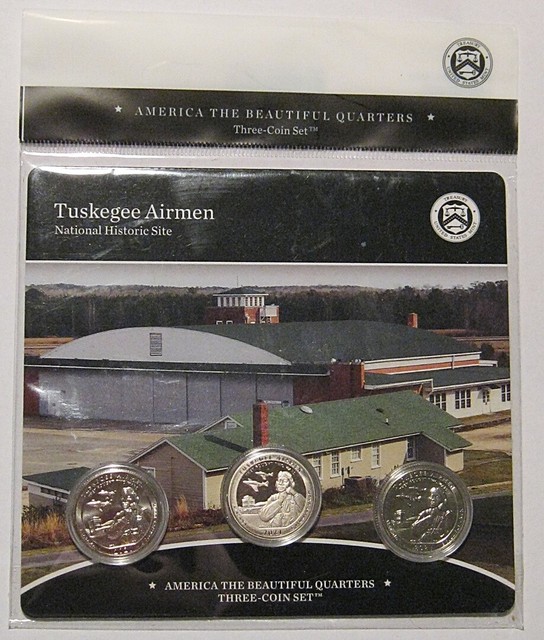 ★ AMERICA THE BEAUTIFUL QUARTERS ★
Three-Coin Set™
Tuskegee Airmen
National Historic Site
★ AMERICA THE BEAUTIFUL QUARTERS ★
THREE-COIN SET™